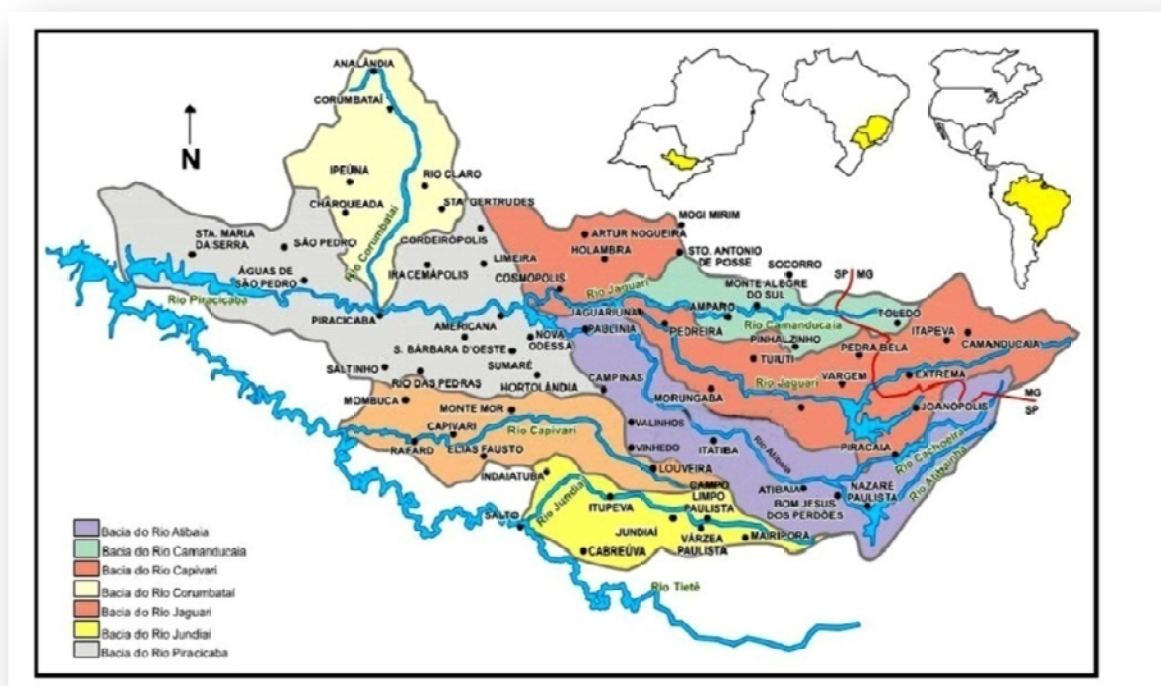 ANALÂNDIA
CORUMBATAÍ
N
IPEÚNA
RIO CLARO
CHARQUEADA
STA. GERTRUDES
Rio Corumbataí
STA. MARIA
DA SERRA
SÃO PEDRO
CORDEIRÓPOLIS
ÁGUAS DE
SÃO PEDRO
IRACEMÁPOLIS
LIMEIRA
COSMÓPOLIS
ARTUR NOGUEIRA
HOLAMBRA
MOGI MIRIM
STO. ANTONIO
DE POSSE
SOCORRO
SP MG
MONTE ALEGRE
DO SUL
Rio Piracicaba
PIRACICABA
AMERICANA
NOVA
ODESSA
Rio Jaguari
JAGUARIUNA
PAULÍNIA
AMPARO
PEDREIRA
Rio Camanducaia
TOLEDO
ITAPEVA
CAMANDUCAIA
PINHALZINHO
PEDRA BELA
TUIUTI
S. BÁRBARA D'OESTE
SUMARÉ
SALTINHO
RIO DAS PEDRAS
HORTOLÂNDIA
CAMPINAS
Rio Jaguari
VARGEM
EXTREMA
MG
SP
MOMBUCA
MONTE MOR
MORUNGABA
JOANÓPOLIS
CAPIVARI
Rio Capivari
VALINHOS
RAFARD
ELIAS FAUSTO
VINHEDO
ITATIBA
Rio Atibaia
PIRACAIA
Rio Cachoeira
Rio Atibainha
INDAIATUBA
LOUVEIRA
CAMPO
LIMPO
PAULISTA
ATIBAIA
NAZARÉ
PAULISTA
BOM JESUS
DOS PERDÕES
SALTO
Rio Jundiaí
ITUPEVA
JUNDIAÍ
VÁRZEA
PAULISTA
MAIRIPORA
CABREÚVA
Rio Tietê
Bacia do Rio Atibaia
Bacia do Rio Camanducaia
Bacia do Rio Capivari
Bacia do Rio Corumbataí
Bacia do Rio Jaguari
Bacia do Rio Jundiaí
Bacia do Rio Piracicaba